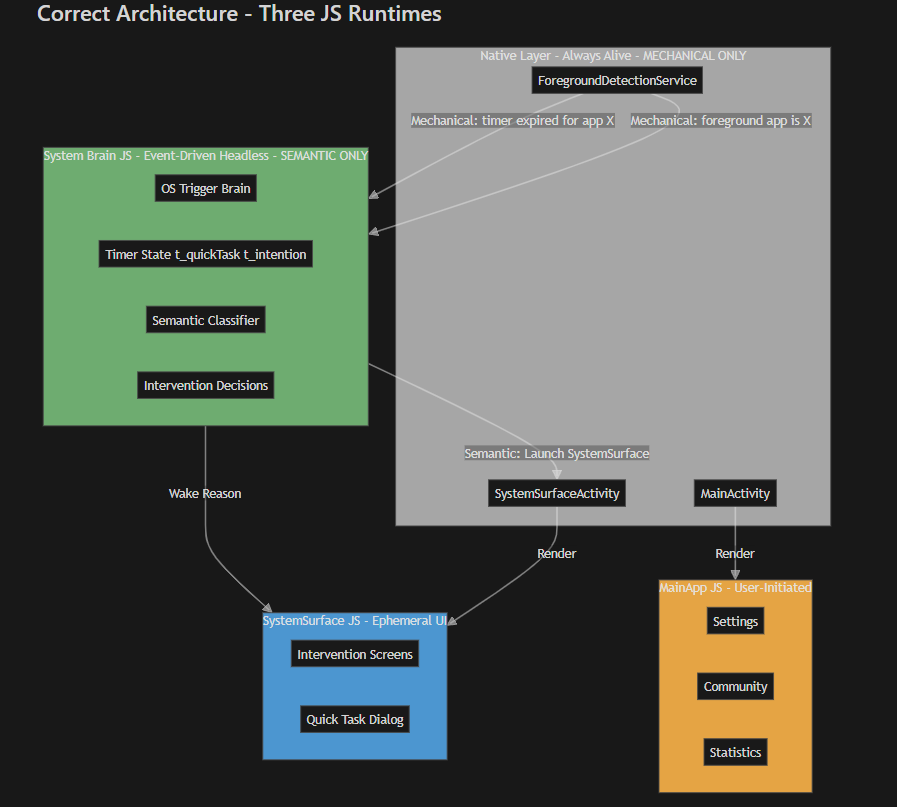 Correct Architecture - Three JS Runtimes
Native Layer - Always Alive - MECHANICAL ONLY
ForegroundDetectionService
Mechanical: timer expired for app X
Mechanical: foreground app is X
System Brain JS - Event-Driven Headless - SEMANTIC ONLY
OS Trigger Brain
Timer State t_quickTask t_intention
Semantic Classifier
Intervention Decisions
Semantic: Launch SystemSurface
Wake Reason
SystemSurfaceActivity
MainActivity
Render
Render
MainApp JS - User-Initiated
Settings
Community
Statistics
SystemSurface JS - Ephemeral UI
Intervention Screens
Quick Task Dialog